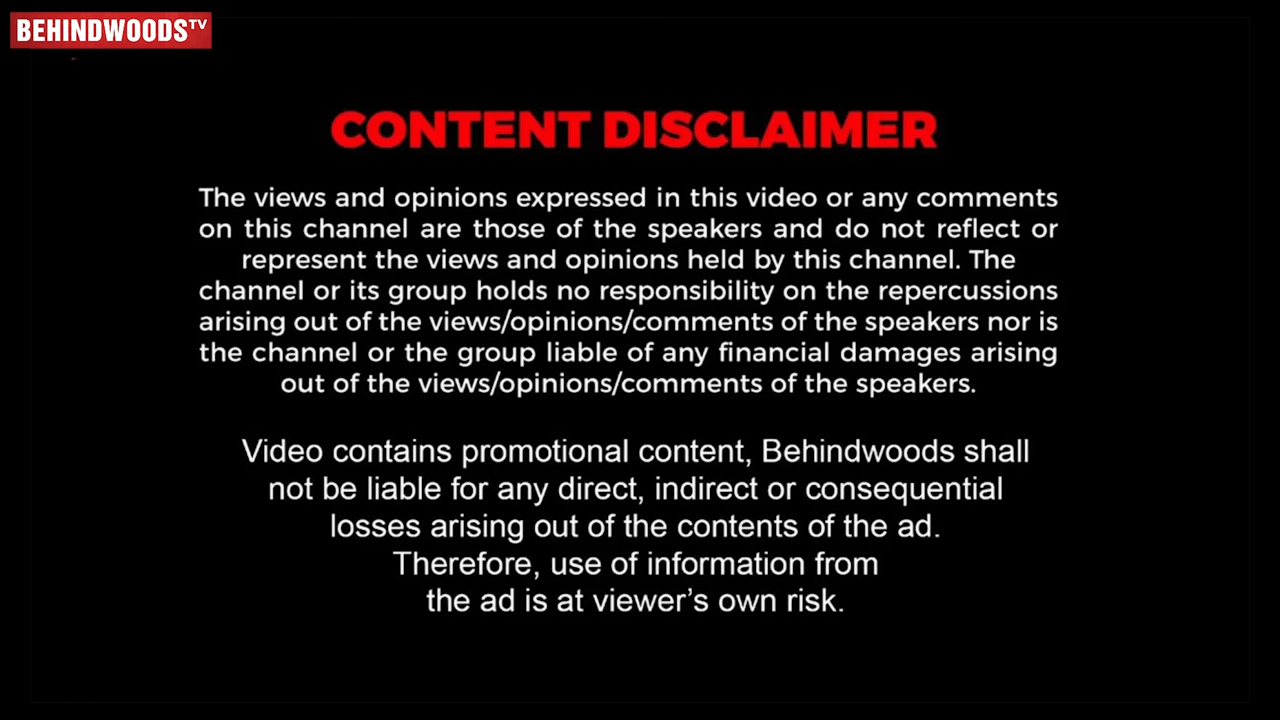 BEHINDWOODS TV
CONTENT DISCLAIMER
The views and opinions expressed in this video or any comments
on this channel are those of the speakers and do not reflect or
represent the views and opinions held by this channel. The
channel or its group holds no responsibility on the repercussions
arising out of the views/opinions/comments of the speakers nor is
the channel or the group liable of any financial damages arising
out of the views/opinions/comments of the speakers.
Video contains promotional content, Behindwoods shall
not be liable for any direct, indirect or consequential
losses arising out of the contents of the ad.
Therefore, use of information from
the ad is at viewer’s own risk.